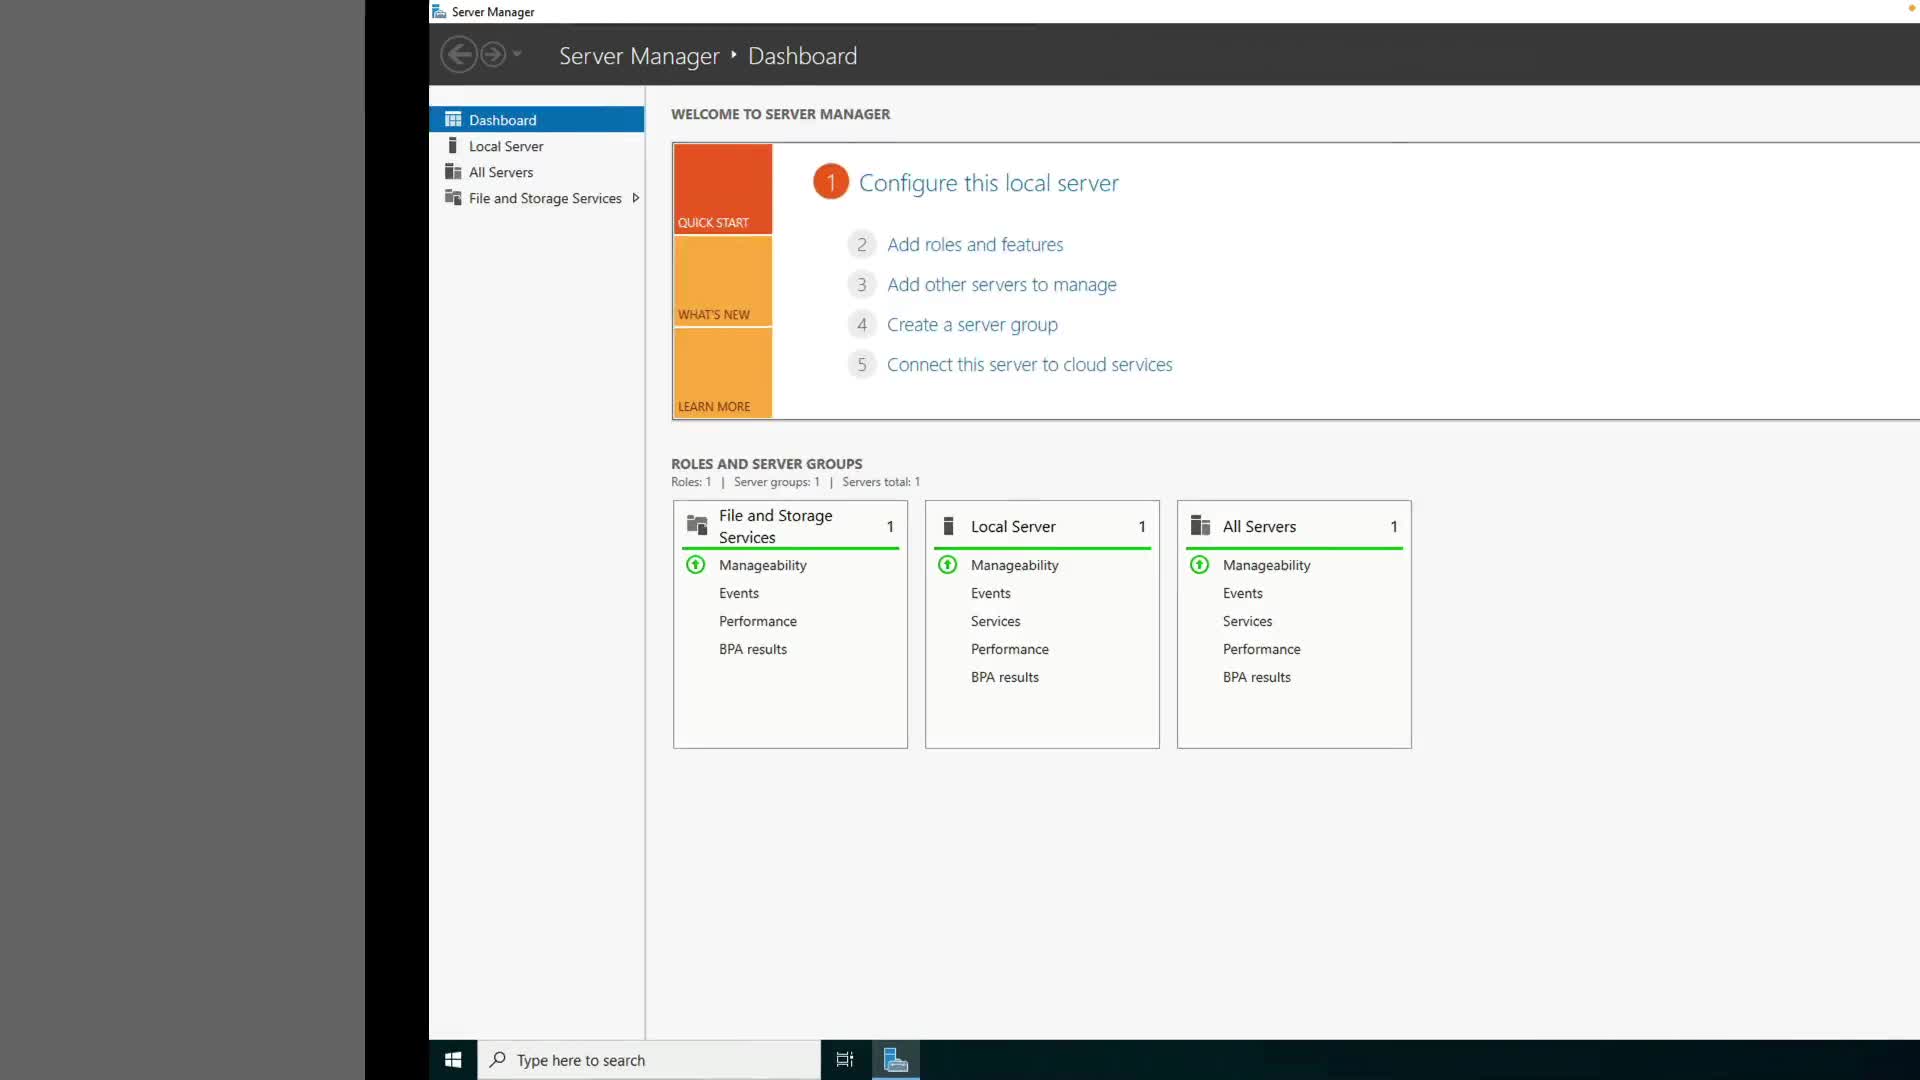 Server Manager
Server Manager ‣ Dashboard
Dashboard
Local Server
All Servers
File and Storage Services
WELCOME TO SERVER MANAGER
QUICK START
WHAT'S NEW
LEARN MORE
1 Configure this local server
2 Add roles and features
3 Add other servers to manage
4 Create a server group
5 Connect this server to cloud services
ROLES AND SERVER GROUPS
Roles: 1 | Server groups: 1 | Servers total: 1
File and Storage Services 1
Manageability
Events
Performance
BPA results
Local Server 1
Manageability
Events
Services
Performance
BPA results
All Servers 1
Manageability
Events
Services
Performance
BPA results
Type here to search